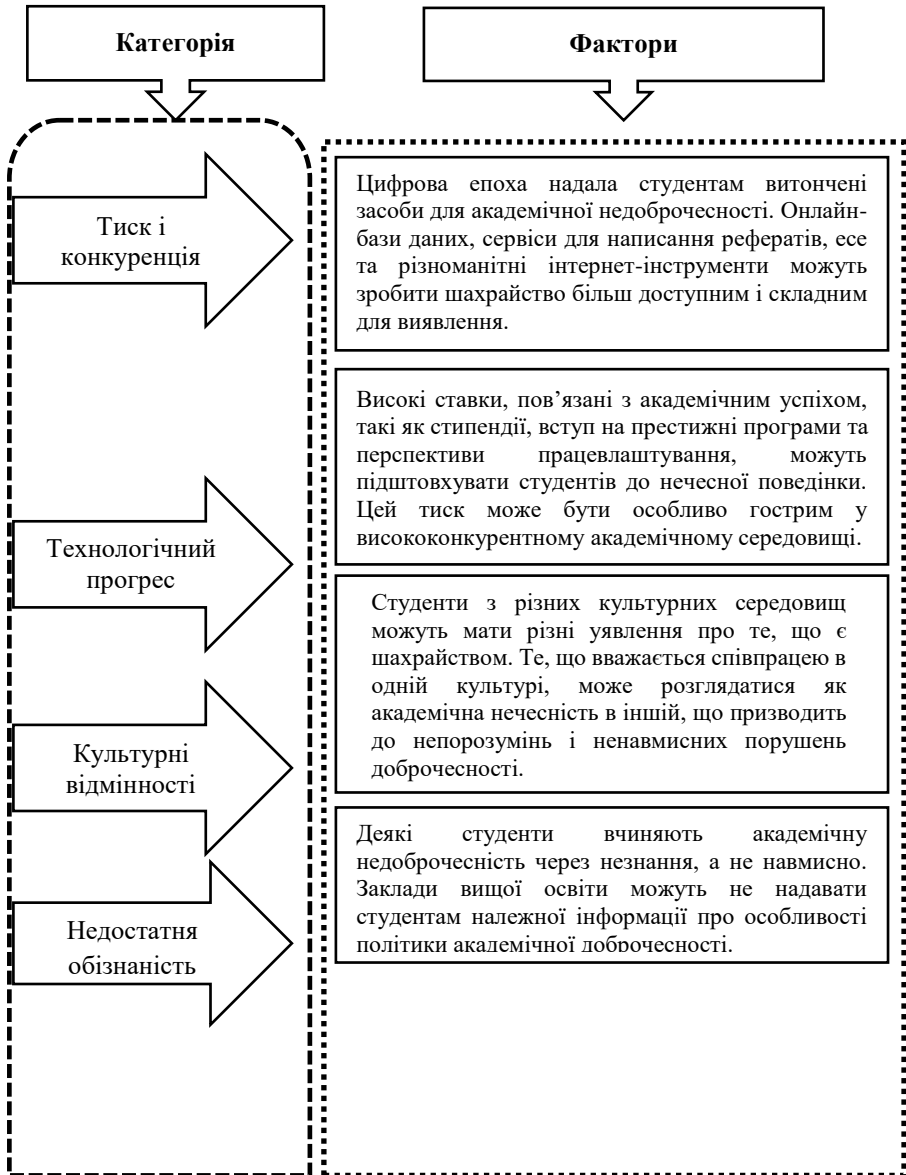 Категорія
Фактори
Тиск і
конкуренція
Цифрова епоха надала студентам витончені
засоби для академічної недоброчесності. Онлайн-
бази даних, сервіси для написання рефератів, есе
та різноманітні інтернет-інструменти можуть
зробити шахрайство більш доступним і складним
для виявлення.
Технологічний
прогрес
Високі ставки, пов’язані з академічним успіхом,
такі як стипендії, вступ на престижні програми та
перспективи працевлаштування, можуть
підштовхувати студентів до нечесної поведінки.
Цей тиск може бути особливо гострим у
висококонкурентному академічному середовищі.
Культурні
відмінності
Студенти з різних культурних середовищ
можуть мати різні уявлення про те, що є
шахрайством. Те, що вважається співпрацею в
одній культурі, може розглядатися як
академічна нечесність в іншій, що призводить
до непорозумінь і ненавмисних порушень
доброчесності.
Недостатня
обізнаність
Деякі студенти вчиняють академічну
недоброчесність через незнання, а не навмисно.
Заклади вищої освіти можуть не надавати
студентам належної інформації про особливості
політики академічної доброчесності.